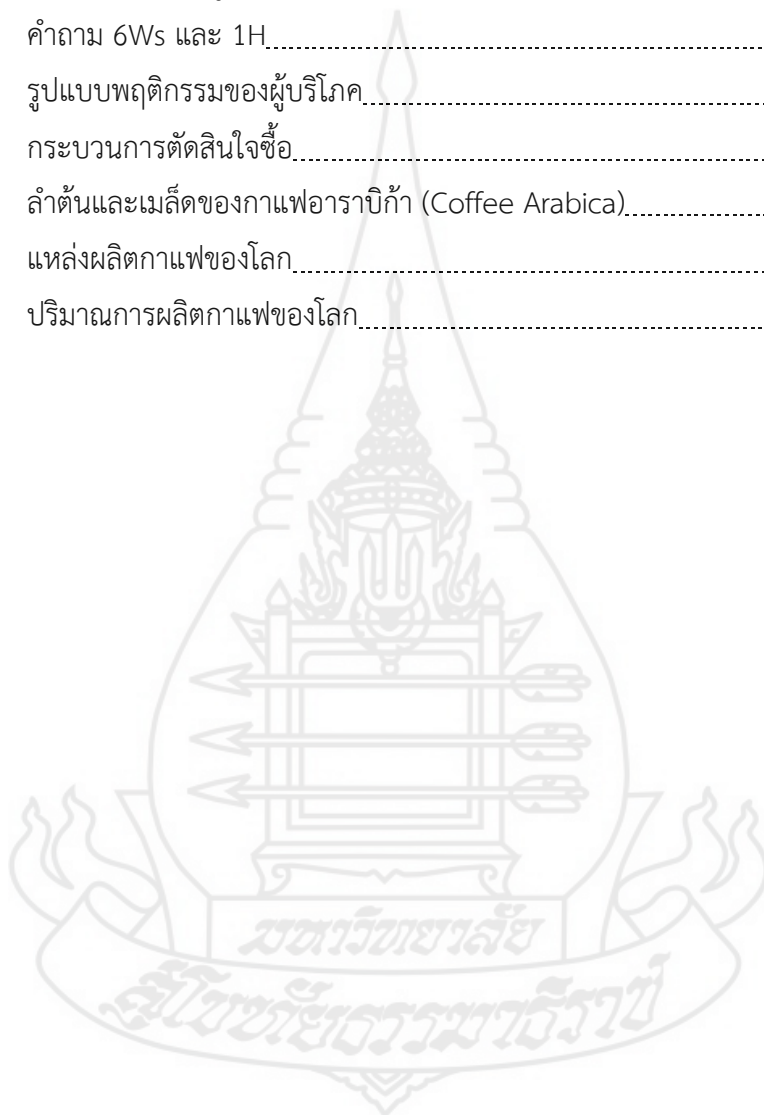 คำถาม 6Ws และ 1H
รูปแบบพฤติกรรมของผู้บริโภค
กระบวนการตัดสินใจซื้อ
ลำต้นและเมล็ดของกาแฟอาราบิก้า (Coffee Arabica)
แหล่งผลิตกาแฟของโลก
ปริมาณการผลิตกาแฟของโลก
มหาวิทยาลัย
สุโขทัยธรรมาธิราช